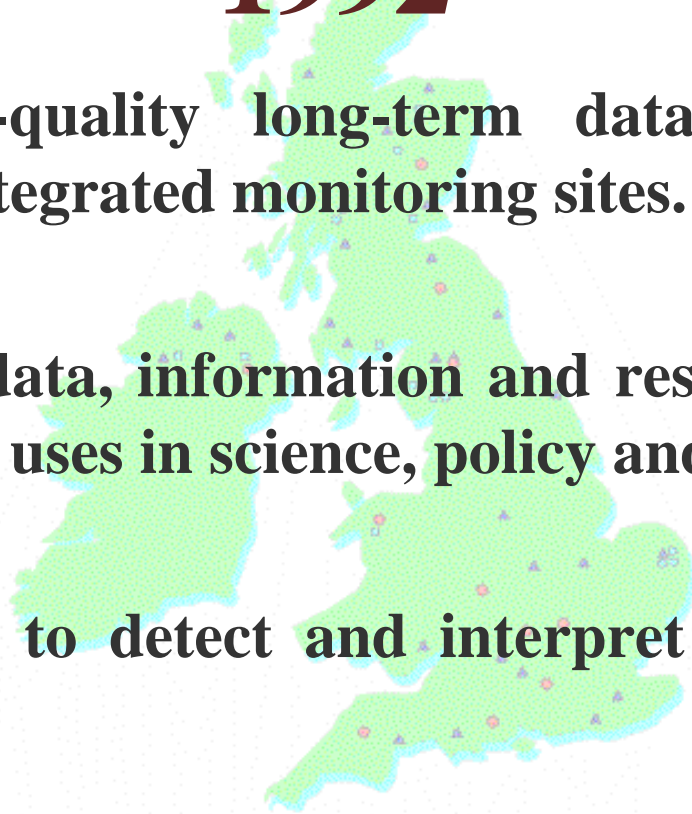 1992
-quality long-term data
tegrated monitoring sites.
data, information and res
uses in science, policy and
to detect and interpret